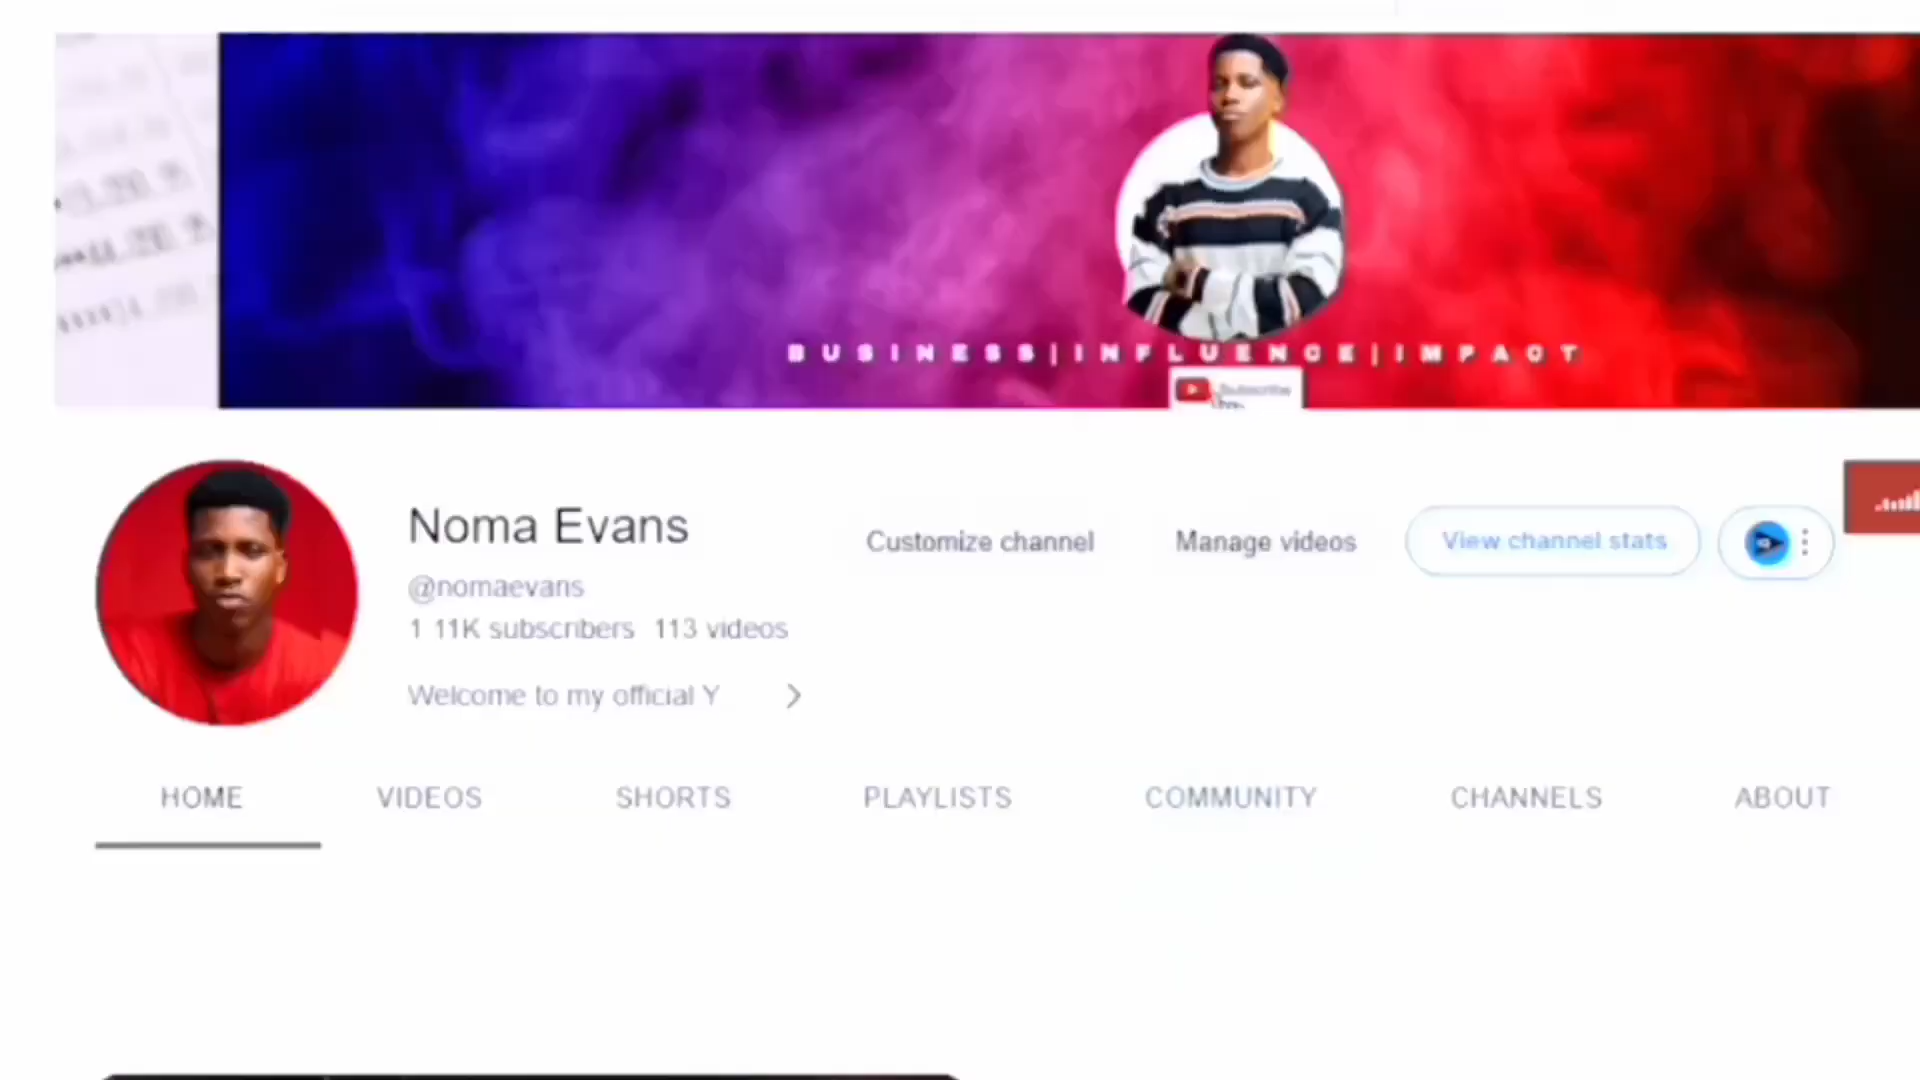 BUSINESS|INFLUENCE|IMPACT
Subscribe
Noma Evans
@nomaevans
1 11K subscribers 113 videos
Welcome to my official Y
Customize channel
Manage videos
View channel stats
HOME VIDEOS SHORTS PLAYLISTS COMMUNITY CHANNELS ABOUT